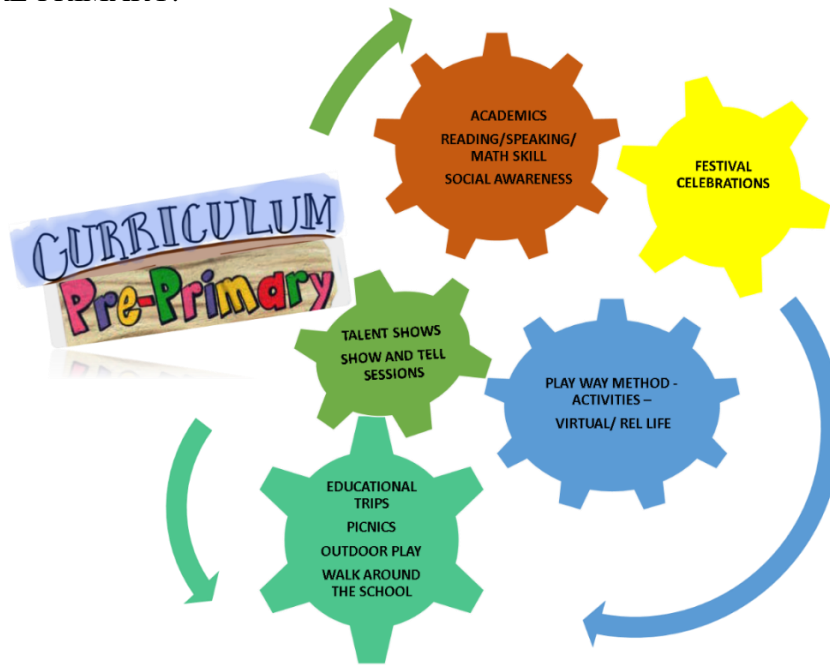 CURRICULUM
Pre-Primary
ACADEMICS
READING/SPEAKING/
MATH SKILL
SOCIAL AWARENESS
FESTIVAL
CELEBRATIONS
TALENT SHOWS
SHOW AND TELL
SESSIONS
PLAY WAY METHOD -
ACTIVITIES –
VIRTUAL/ REL LIFE
EDUCATIONAL
TRIPS
PICNICS
OUTDOOR PLAY
WALK AROUND
THE SCHOOL